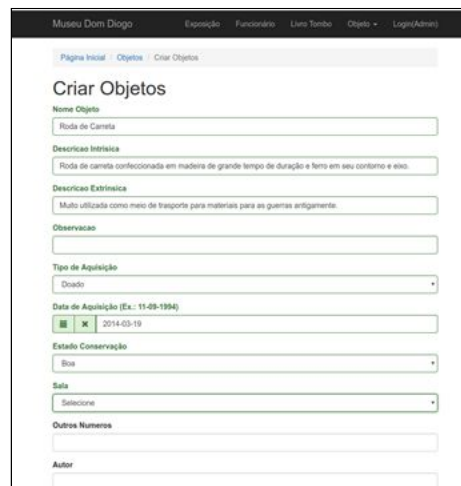 Museu Dom Diogo Exposição Funcionário Livro Tombo Objeto Login(Admin)
Página Inicial / Objetos / Criar Objetos
Criar Objetos
Nome Objeto
Roda de Carreta
Descricao Intrisica
Roda de carreta confeccionada em madeira de grande tempo de duração e ferro em seu contorno e eixo.
Descricao Extrinsica
Muito utilizada como meio de trasporte para materiais para as guerras antigamente.
Observacao
Tipo de Aquisição
Doado
Data de Aquisição (Ex.: 11-09-1994)
2014-03-19
Estado Conservação
Boa
Sala
Selecione
Outros Numeros
Autor